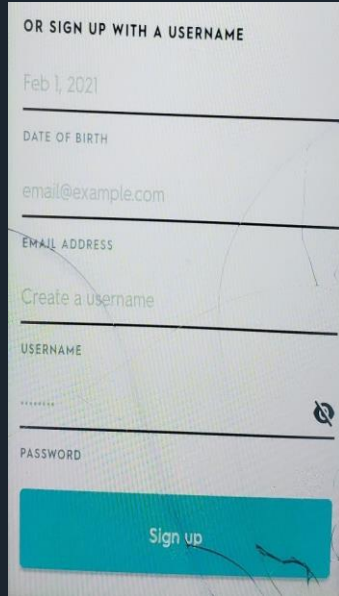 OR SIGN UP WITH A USERNAME
Feb 1, 2021
DATE OF BIRTH
email@example.com
EMAIL ADDRESS
Create a username
USERNAME
........
PASSWORD
Sign up